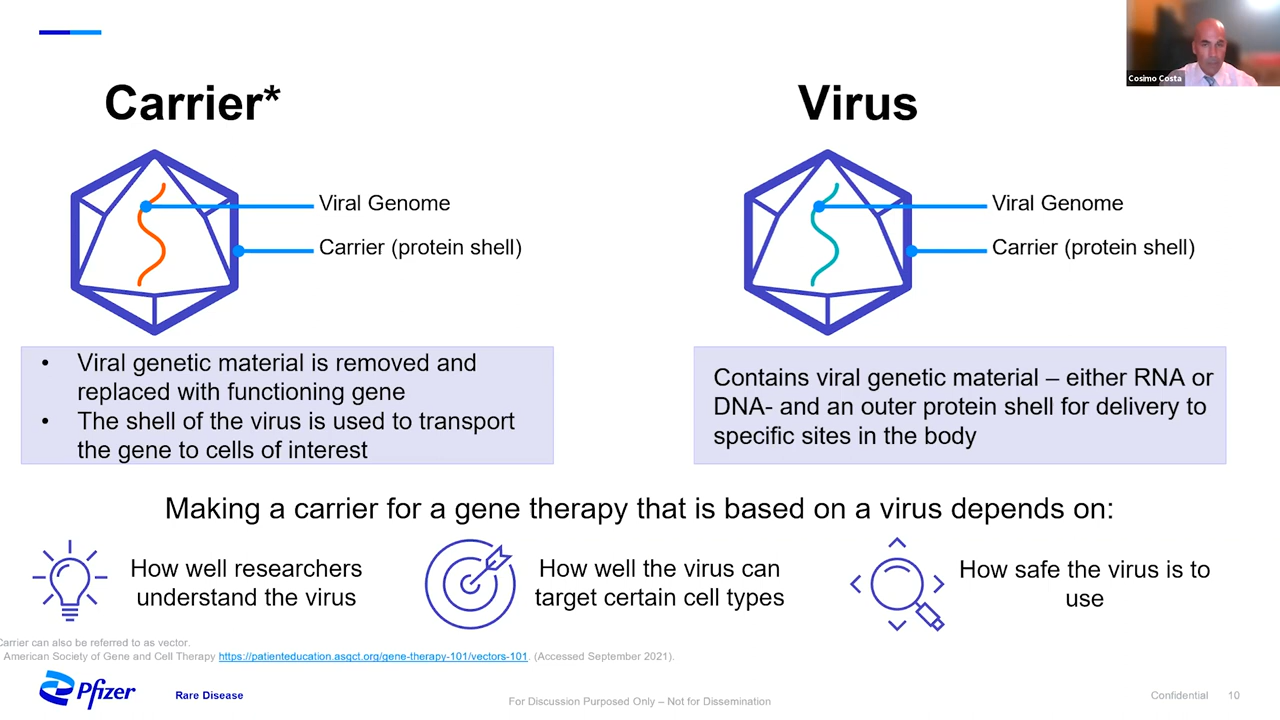 Cosimo Costa
Carrier*
Virus
Viral Genome
Carrier (protein shell)
Viral Genome
Carrier (protein shell)
• Viral genetic material is removed and
replaced with functioning gene
• The shell of the virus is used to transport
the gene to cells of interest
Contains viral genetic material – either RNA or
DNA- and an outer protein shell for delivery to
specific sites in the body
Making a carrier for a gene therapy that is based on a virus depends on:
How well researchers
understand the virus
How well the virus can
target certain cell types
How safe the virus is to
use
Carrier can also be referred to as vector.
American Society of Gene and Cell Therapy https://patienteducation.asgct.org/gene-therapy-101/vectors-101. (Accessed September 2021).
Pfizer
Rare Disease
For Discussion Purposed Only – Not for Dissemination
Confidential 10